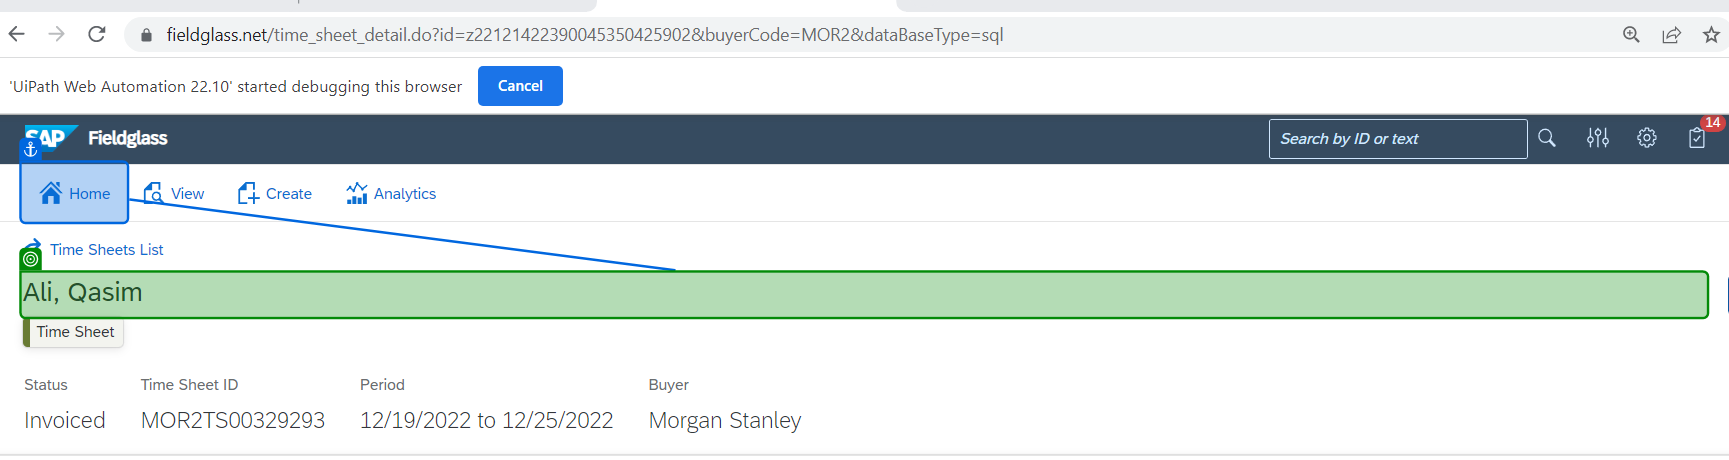 fieldglass.net/time_sheet_detail.do?id=z22121422390045350425902&buyerCode=MOR2&dataBaseType=sql
'UiPath Web Automation 22.10' started debugging this browser Cancel
SAP Fieldglass Search by ID or text 14
Home View Create Analytics
Time Sheets List
Ali, Qasim
Time Sheet
Status Time Sheet ID Period Buyer
Invoiced MOR2TS00329293 12/19/2022 to 12/25/2022 Morgan Stanley